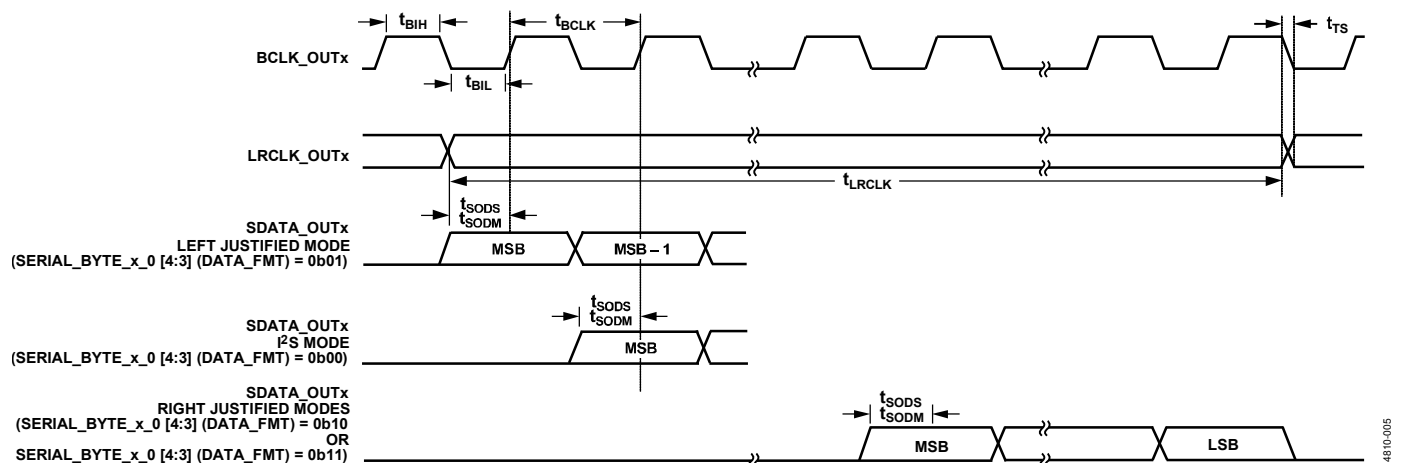 tBIH
tBCLK
tTS
BCLK_OUTx
tBIL
LRCLK_OUTx
tLRCLK
tSODS
tSODM
SDATA_OUTx
LEFT JUSTIFIED MODE
(SERIAL_BYTE_x_0 [4:3] (DATA_FMT) = 0b01)
MSB
MSB – 1
tSODS
tSODM
SDATA_OUTx
I²S MODE
(SERIAL_BYTE_x_0 [4:3] (DATA_FMT) = 0b00)
MSB
SDATA_OUTx
RIGHT JUSTIFIED MODES
(SERIAL_BYTE_x_0 [4:3] (DATA_FMT) = 0b10
OR
SERIAL_BYTE_x_0 [4:3] (DATA_FMT) = 0b11)
tSODS
tSODM
MSB
LSB
4810-005